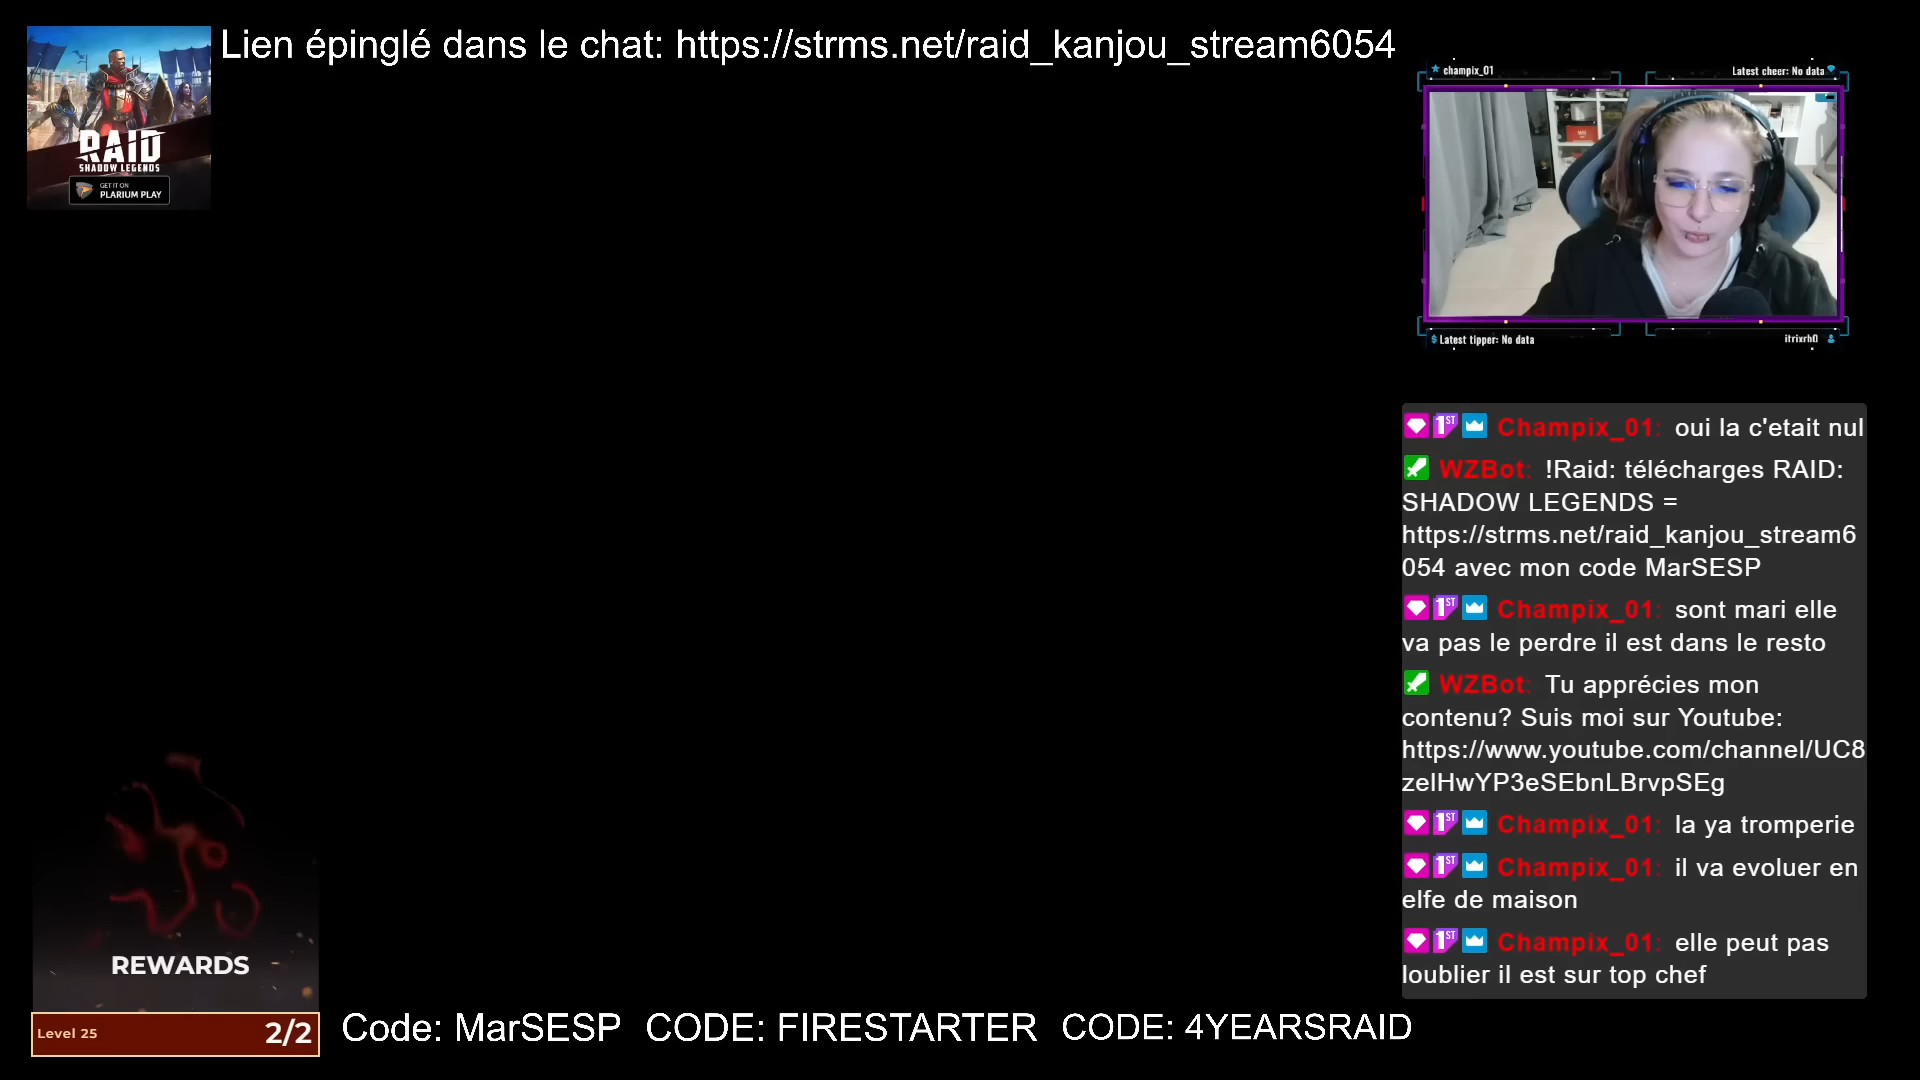 Lien épinglé dans le chat: https://strms.net/raid_kanjou_stream6054
RAID
SHADOW LEGENDS
GET IT ON
PLARIUM PLAY
champix_01
Latest cheer: No data
Latest tipper: No data
itrixrh0
Champix_01: oui la c'etait nul
WZBot: !Raid: télécharges RAID:
SHADOW LEGENDS =
https://strms.net/raid_kanjou_stream6
054 avec mon code MarSESP
Champix_01: sont mari elle
va pas le perdre il est dans le resto
WZBot: Tu apprécies mon
contenu? Suis moi sur Youtube:
https://www.youtube.com/channel/UC8
zelHwYP3eSEbnLBrvpSEg
Champix_01: la ya tromperie
Champix_01: il va evoluer en
elfe de maison
Champix_01: elle peut pas
loublier il est sur top chef
REWARDS
Level 25
2/2
Code: MarSESP CODE: FIRESTARTER CODE: 4YEARSRAID